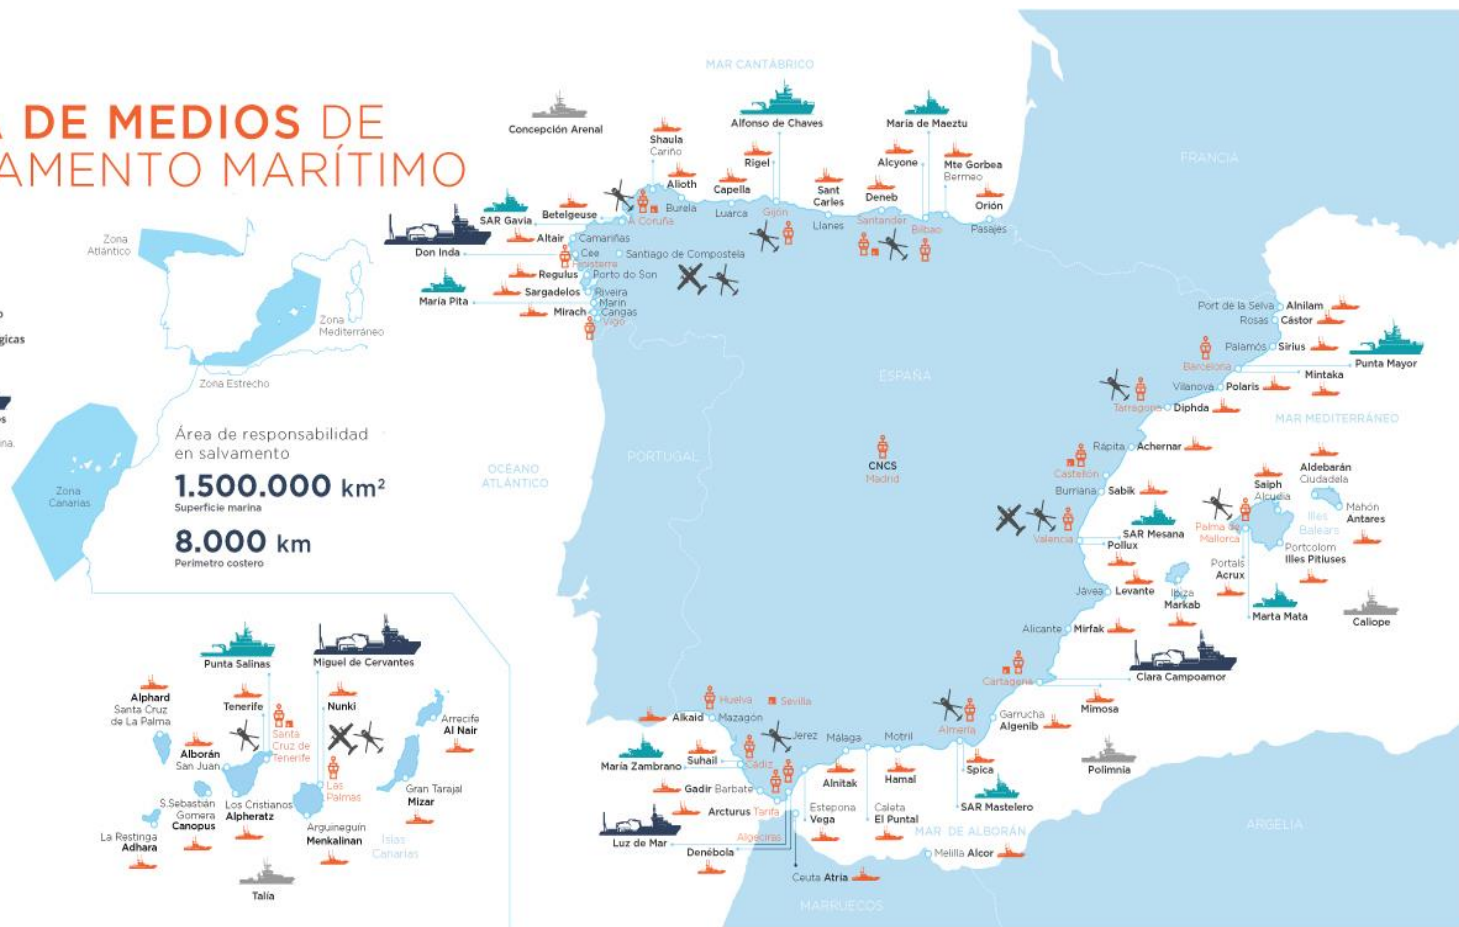 MAR CANTÁBRICO
A DE MEDIOS DE
AMENTO MARÍTIMO
Concepción Arenal
Shaula
Cariño
Alfonso de Chaves
María de Maeztu
Rigel
Alcyone
Mte Gorbea
Bermeo
Alioth
Capella
Sant
Carles
Deneb
Orión
SAR Gavia
Betelgeuse
A Coruña
Burela
Luarca
Gijón
Llanes
Santander
Bilbao
Pasajes
FRANCIA
Don Inda
Altair
Camariñas
Cee
Finisterre
Santiago de Compostela
Regulus
Porto do Son
María Pita
Sargadelos
Riveira
Marín
Mirach
Cangas
Vigo
Zona
Atlántico
Zona
Mediterráneo
Zona Estrecho
Zona
Canarias
o
gicas
os
na.
Área de responsabilidad
en salvamento
1.500.000 km²
Superficie marina
8.000 km
Perímetro costero
OCÉANO
ATLÁNTICO
PORTUGAL
ESPAÑA
CNCS
Madrid
Port de la Selva Alnilam
Rosas Cástor
Palamós Sirius
Punta Mayor
Barcelona
Mintaka
Vilanova Polaris
Tarragona Diphda
MAR MEDITERRÁNEO
Rápita Achernar
Castellón
Burriana Sabik
Aldebarán
Ciudadela
Saiph
Alcudia
Illes
Balears
Mahón
Antares
Palma de
Mallorca
Portcolom
Illes Pitiuses
Valencia
SAR Mesana
Pollux
Portals
Acrux
Jávea Levante
Ibiza
Markab
Marta Mata
Caliope
Alicante Mirfak
Clara Campoamor
Cartagena
Mimosa
Garrucha
Algenib
Almería
Polimnia
Huelva
Sevilla
Alkaid Mazagón
Jerez
Málaga
Motril
María Zambrano
Suhail
Cádiz
Alnitak
Hamal
Spica
SAR Mastelero
Gadir Barbate
Arcturus Tarifa
Estepona
Vega
Caleta
El Puntal
Luz de Mar
Algeciras
Denébola
MAR DE ALBORÁN
Melilla Alcor
Ceuta Atria
MARRUECOS
ARGELIA
Punta Salinas
Miguel de Cervantes
Alphard
Santa Cruz
de La Palma
Tenerife
Nunki
Santa
Cruz de
Tenerife
Arrecife
Al Nair
Alborán
San Juan
Las
Palmas
Gran Tarajal
Mizar
S.Sebastián
Gomera
Canopus
Los Cristianos
Alpheratz
La Restinga
Adhara
Arguineguín
Menkalinan
Islas
Canarias
Talía